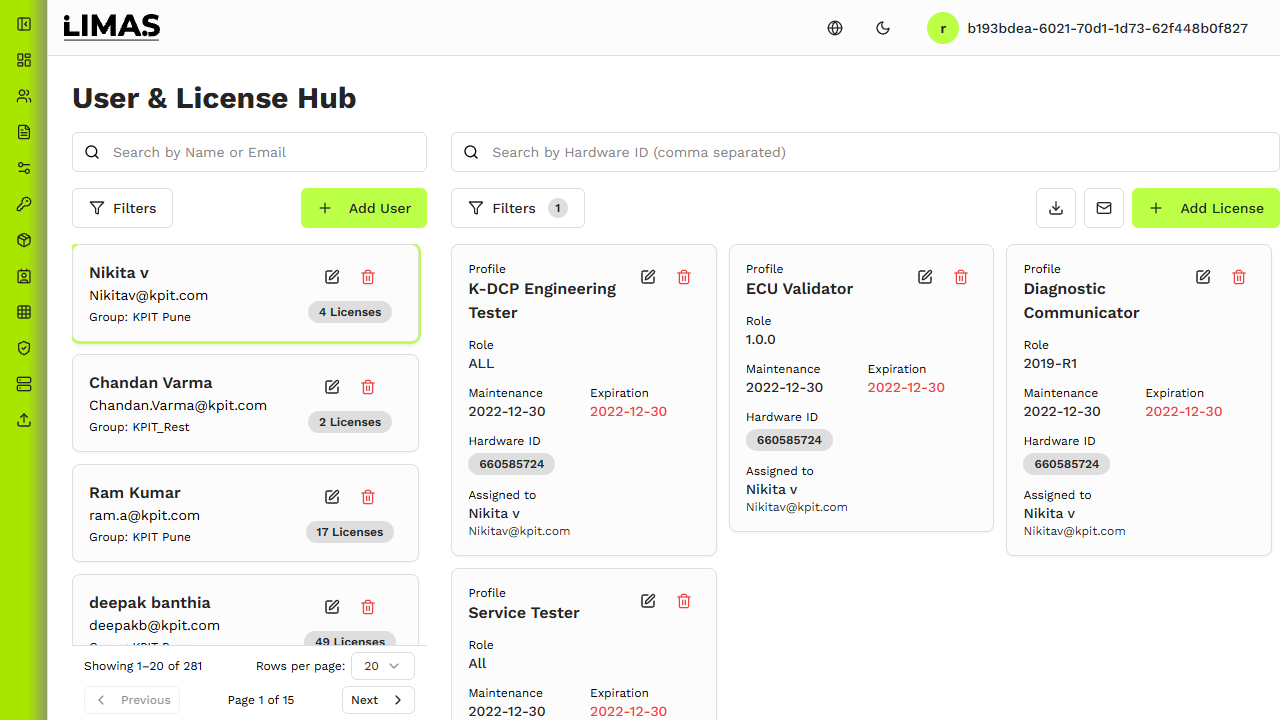 LIMAS
r
b193bdea-6021-70d1-1d73-62f448b0f827
User & License Hub
Search by Name or Email
Filters
Add User
Nikita v
Nikitav@kpit.com
Group: KPIT Pune
4 Licenses
Chandan Varma
Chandan.Varma@kpit.com
Group: KPIT_Rest
2 Licenses
Ram Kumar
ram.a@kpit.com
Group: KPIT Pune
17 Licenses
deepak banthia
deepakb@kpit.com
49 Licenses
Showing 1–20 of 281
Rows per page:
20
Previous
Page 1 of 15
Next
Search by Hardware ID (comma separated)
Filters
1
Add License
Profile
K-DCP Engineering
Tester
Role
ALL
Maintenance
2022-12-30
Expiration
2022-12-30
Hardware ID
660585724
Assigned to
Nikita v
Nikitav@kpit.com
Profile
ECU Validator
Role
1.0.0
Maintenance
2022-12-30
Expiration
2022-12-30
Hardware ID
660585724
Assigned to
Nikita v
Nikitav@kpit.com
Profile
Diagnostic
Communicator
Role
2019-R1
Maintenance
2022-12-30
Expiration
2022-12-30
Hardware ID
660585724
Assigned to
Nikita v
Nikitav@kpit.com
Profile
Service Tester
Role
All
Maintenance
2022-12-30
Expiration
2022-12-30